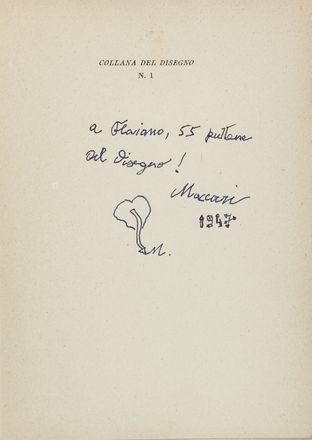 COLLANA DEL DISEGNO
N. 1
a Flaiano, 55 puttane
del disegno!
Maccari
1947
M.